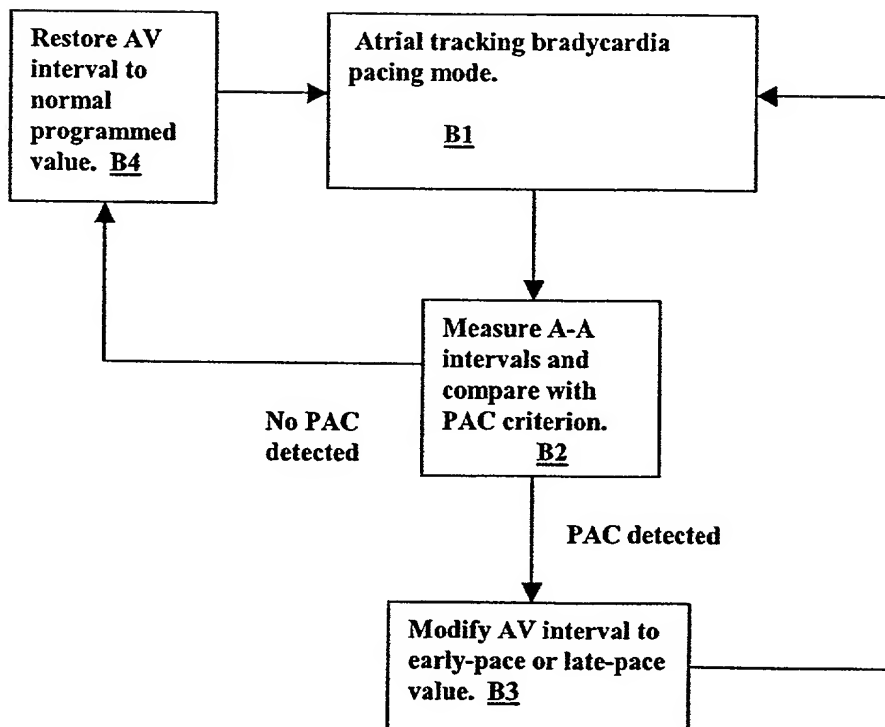 Restore AV
interval to
normal
programmed
value. B4
Atrial tracking bradycardia
pacing mode.
B1
Measure A-A
intervals and
compare with
PAC criterion.
B2
No PAC
detected
PAC detected
Modify AV interval to
early-pace or late-pace
value. B3